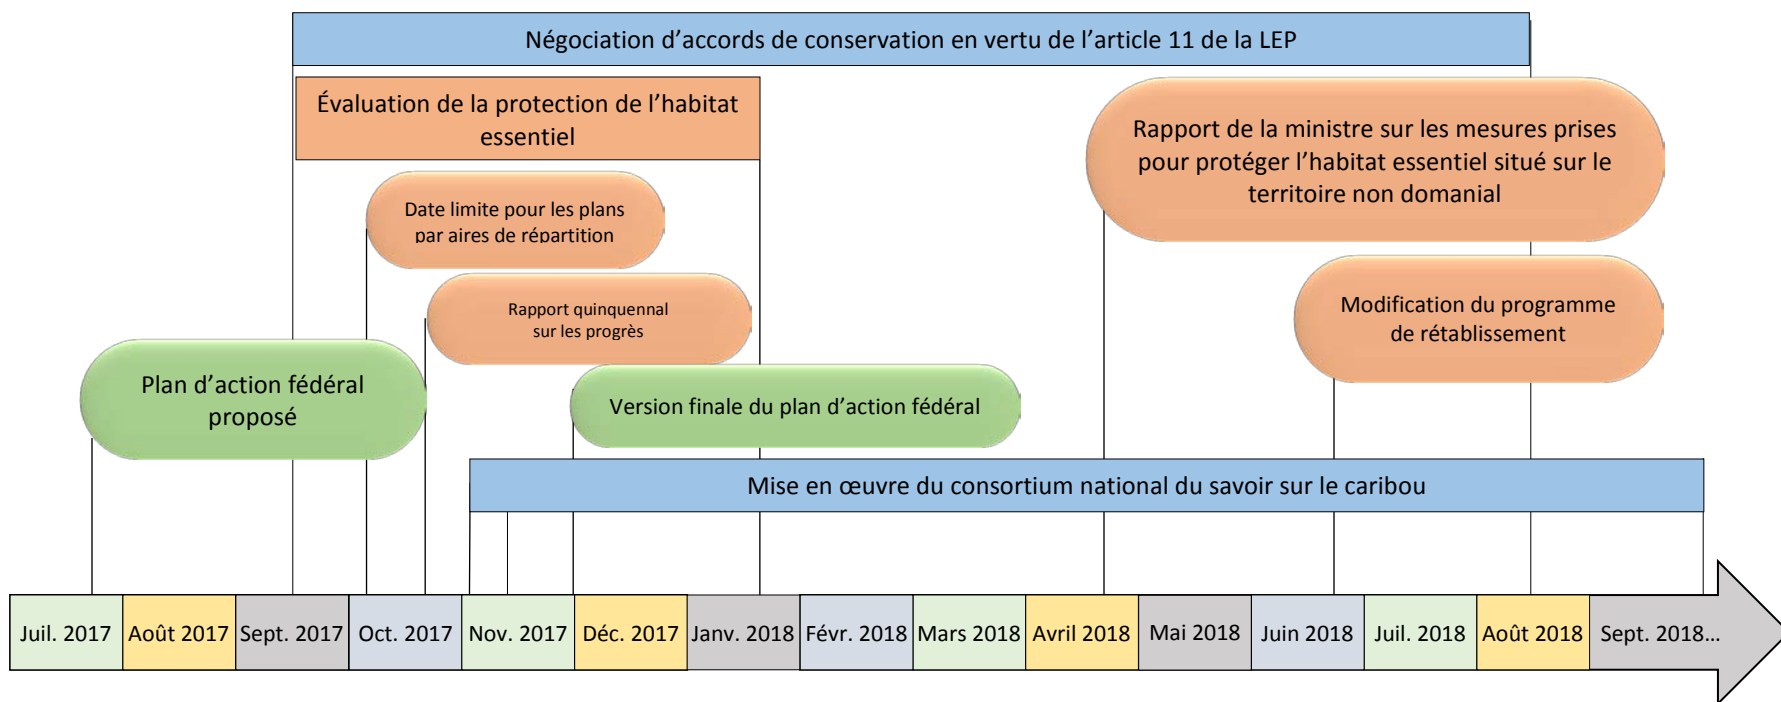 Négociation d’accords de conservation en vertu de l’article 11 de la LEP
Évaluation de la protection de l’habitat
essentiel
Rapport de la ministre sur les mesures prises
pour protéger l’habitat essentiel situé sur le
territoire non domanial
Date limite pour les plans
par aires de répartition
Rapport quinquennal
sur les progrès
Modification du programme
de rétablissement
Plan d’action fédéral
proposé
Version finale du plan d’action fédéral
Mise en œuvre du consortium national du savoir sur le caribou
Juil. 2017
Août 2017
Sept. 2017
Oct. 2017
Nov. 2017
Déc. 2017
Janv. 2018
Févr. 2018
Mars 2018
Avril 2018
Mai 2018
Juin 2018
Juil. 2018
Août 2018
Sept. 2018…